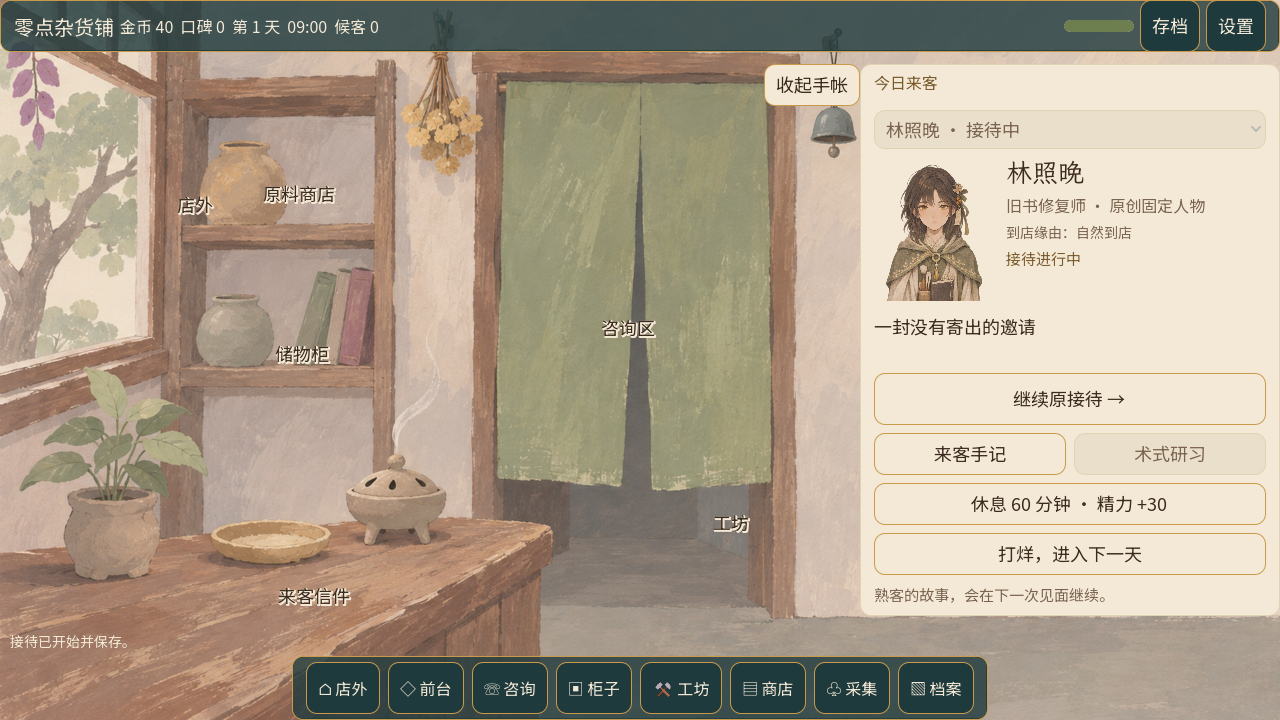 零点杂货铺 金币 40 口碑 0 第 1 天 09:00 候客 0
存档
设置
收起手帐
今日来客
林照晚 · 接待中
林照晚
旧书修复师 · 原创固定人物
到店缘由：自然到店
接待进行中
一封没有寄出的邀请
继续原接待 →
来客手记
术式研习
休息 60 分钟 · 精力 +30
打烊，进入下一天
熟客的故事，会在下一次见面继续。
店外
原料商店
储物柜
咨询区
工坊
来客信件
接待已开始并保存。
店外
前台
咨询
柜子
工坊
商店
采集
档案